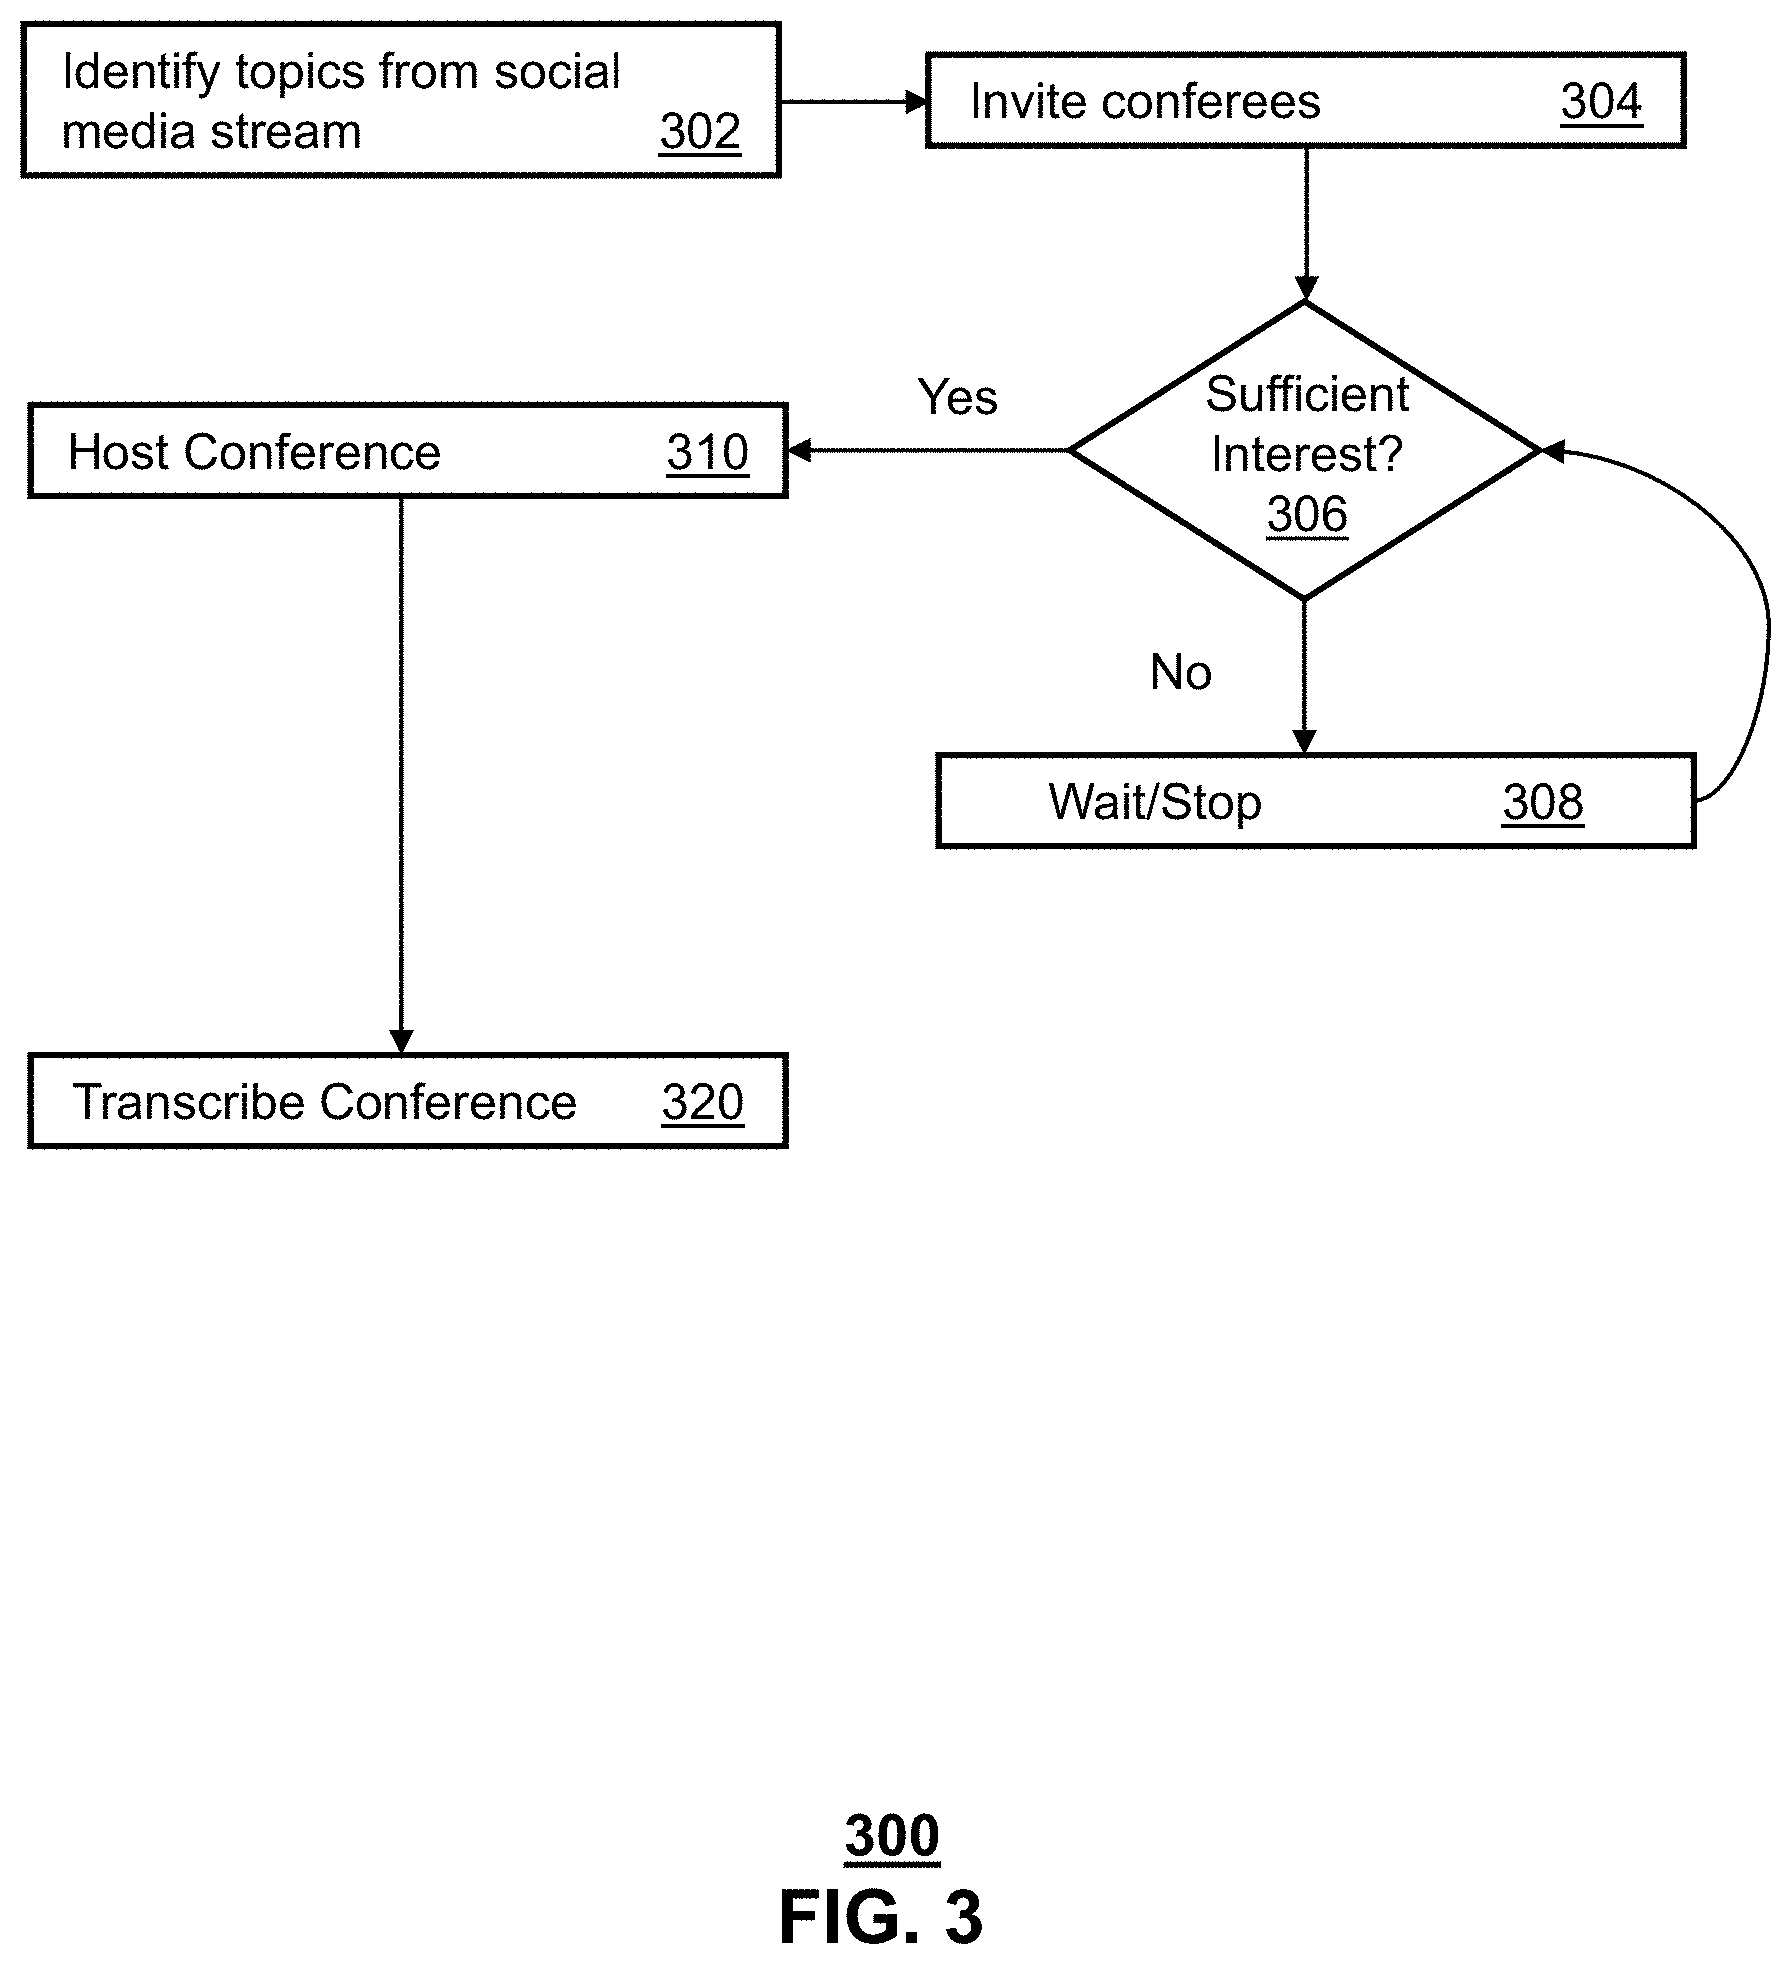 Identify topics from social
media stream 302
Invite conferees 304
Sufficient
Interest?
306
Yes
Host Conference 310
No
Wait/Stop 308
Transcribe Conference 320
300
FIG. 3